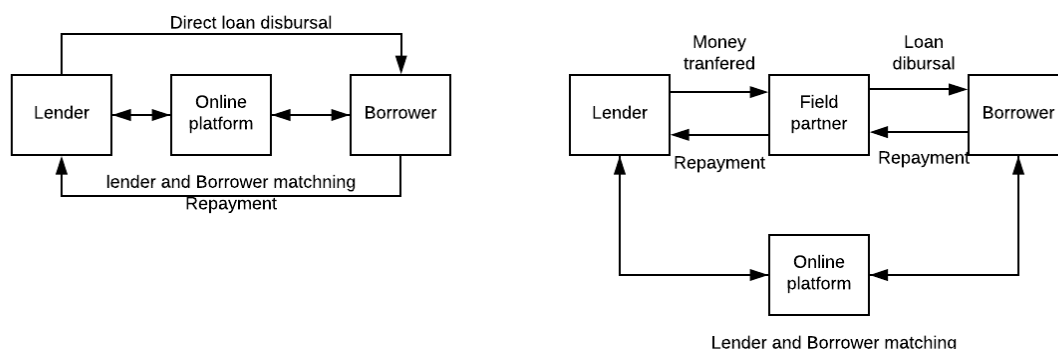 Direct loan disbursal
Lender
Online
platform
Borrower
lender and Borrower matchning
Repayment
Money
tranfered
Loan
dibursal
Lender
Field
partner
Borrower
Repayment
Repayment
Online
platform
Lender and Borrower matching